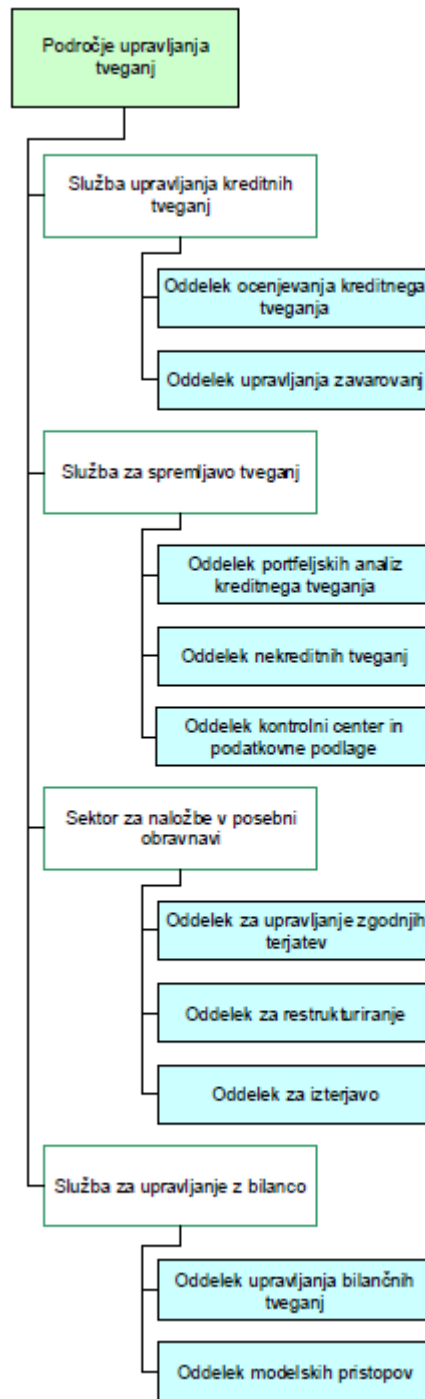 Področje upravljanja
tveganj
Služba upravljanja kreditnih
tveganj
Oddelek ocenjevanja kreditnega
tveganja
Oddelek upravljanja zavarovanj
Služba za spremljavo tveganj
Oddelek portfeljskih analiz
kreditnega tveganja
Oddelek nekreditnih tveganj
Oddelek kontrolni center in
podatkovne podlage
Sektor za naložbe v posebni
obravnavi
Oddelek za upravljanje zgodnjih
terjatev
Oddelek za restrukturiranje
Oddelek za izterjavo
Služba za upravljanje z bilanco
Oddelek upravljanja bilančnih
tveganj
Oddelek modelskih pristopov